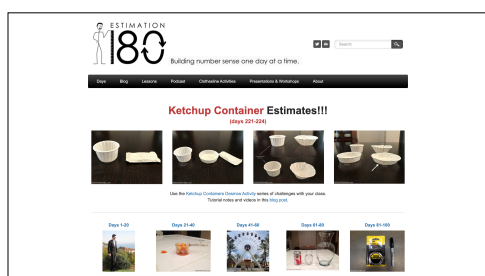 ESTIMATION
180
Building number sense one day at a time.
Search
Days Blog Lessons Podcast Clothesline Activities Presentations & Workshops About
Ketchup Container Estimates!!!
(days 221-224)
Use the Ketchup Containers Desmos Activity series of challenges with your class.
Tutorial notes and videos in this blog post.
Days 1-20 Days 21-40 Days 41-60 Days 61-80 Days 81-100